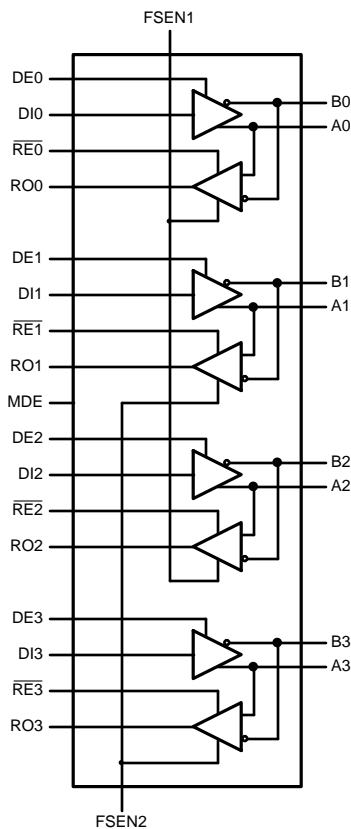 FSEN1
DE0
B0
DI0
A0
RE0
RO0
DE1
B1
DI1
A1
RE1
RO1
MDE
DE2
B2
DI2
A2
RE2
RO2
DE3
B3
DI3
A3
RE3
RO3
FSEN2